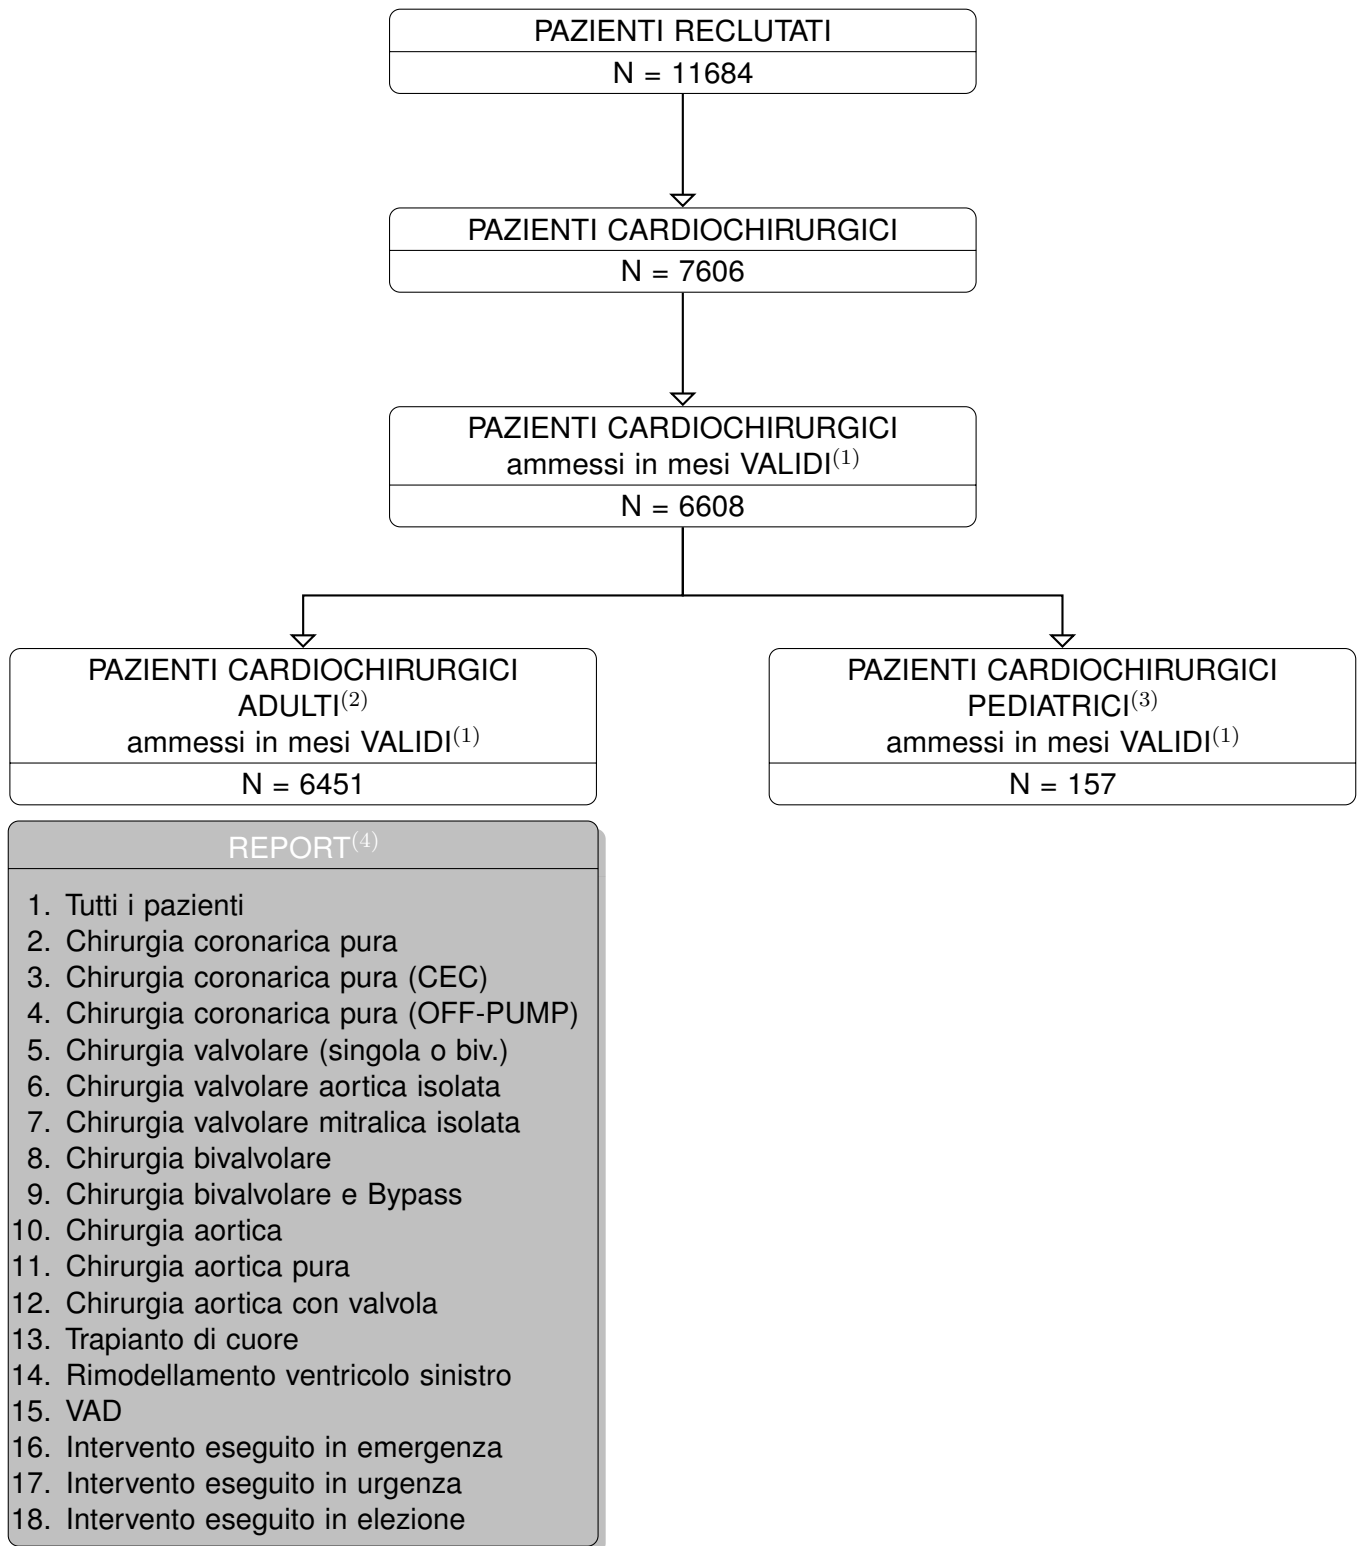 PAZIENTI RECLUTATI
N = 11684
PAZIENTI CARDIOCHIRURGICI
N = 7606
PAZIENTI CARDIOCHIRURGICI
ammessi in mesi VALIDI(1)
N = 6608
PAZIENTI CARDIOCHIRURGICI
ADULTI(2)
ammessi in mesi VALIDI(1)
N = 6451
PAZIENTI CARDIOCHIRURGICI
PEDIATRICI(3)
ammessi in mesi VALIDI(1)
N = 157
REPORT(4)
1. Tutti i pazienti
2. Chirurgia coronarica pura
3. Chirurgia coronarica pura (CEC)
4. Chirurgia coronarica pura (OFF-PUMP)
5. Chirurgia valvolare (singola o biv.)
6. Chirurgia valvolare aortica isolata
7. Chirurgia valvolare mitralica isolata
8. Chirurgia bivalvolare
9. Chirurgia bivalvolare e Bypass
10. Chirurgia aortica
11. Chirurgia aortica pura
12. Chirurgia aortica con valvola
13. Trapianto di cuore
14. Rimodellamento ventricolo sinistro
15. VAD
16. Intervento eseguito in emergenza
17. Intervento eseguito in urgenza
18. Intervento eseguito in elezione